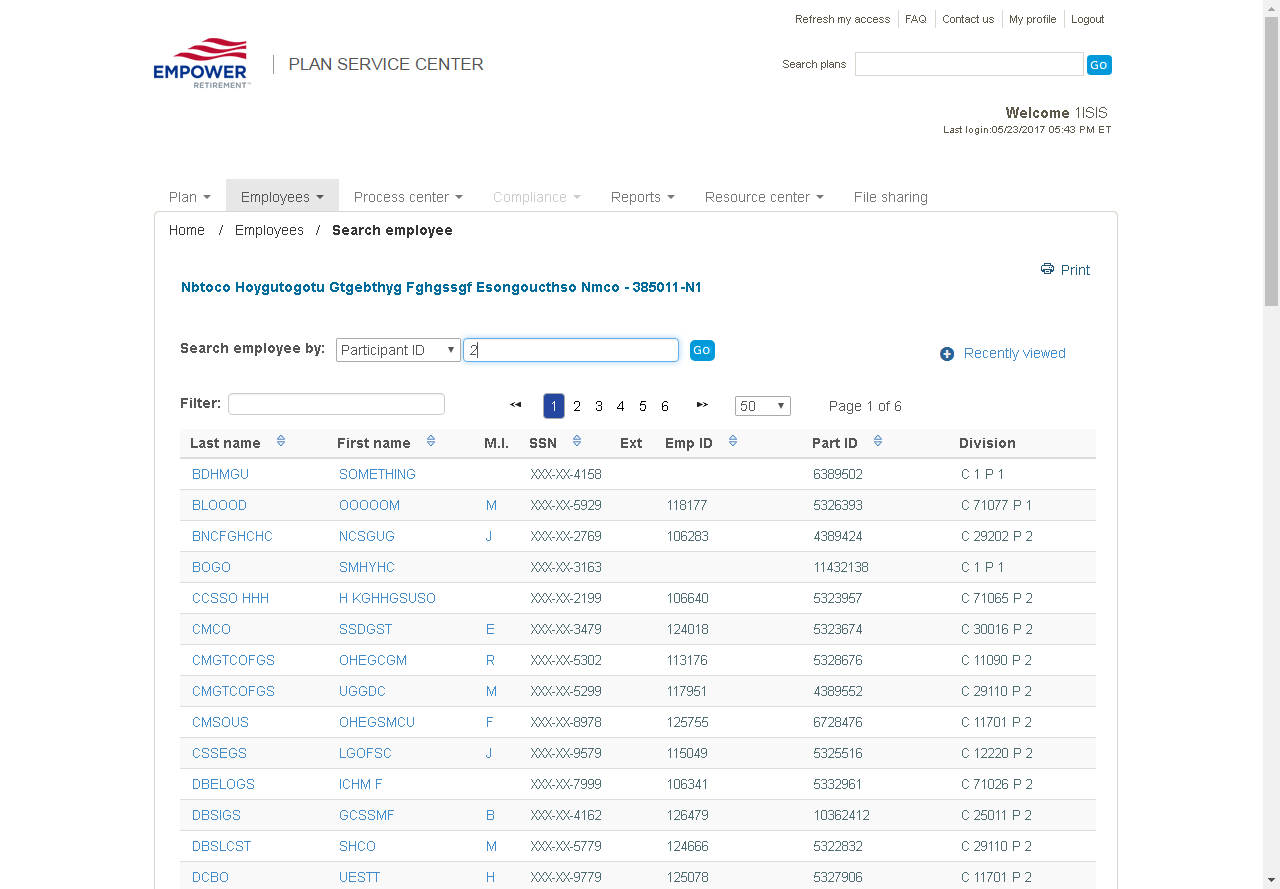 Refresh my access FAQ Contact us My profile Logout
EMPOWER
RETIREMENT™
PLAN SERVICE CENTER
Search plans Go
Welcome 1ISIS
Last login:05/23/2017 05:43 PM ET
Plan Employees Process center Compliance Reports Resource center File sharing
Home / Employees / Search employee
Print
Nbtoco Hoygutogotu Gtgebthyg Fghgssgf Esongoucthso Nmco - 385011-N1
Search employee by: Participant ID 2 Go
Recently viewed
Filter: 1 2 3 4 5 6 50 Page 1 of 6
Last name First name M.I. SSN Ext Emp ID Part ID Division
BDHMGU SOMETHING XXX-XX-4158 6389502 C 1 P 1
BLOOOD OOOOOM M XXX-XX-5929 118177 5326393 C 71077 P 1
BNCFGHCHC NCSGUG J XXX-XX-2769 106283 4389424 C 29202 P 2
BOGO SMHYHC XXX-XX-3163 11432138 C 1 P 1
CCSSO HHH H KGHHGSUSO XXX-XX-2199 106640 5323957 C 71065 P 2
CMCO SSDGST E XXX-XX-3479 124018 5323674 C 30016 P 2
CMGTCOFGS OHEGCGM R XXX-XX-5302 113176 5328676 C 11090 P 2
CMGTCOFGS UGGDC M XXX-XX-5299 117951 4389552 C 29110 P 2
CMSOUS OHEGSMCU F XXX-XX-8978 125755 6728476 C 11701 P 2
CSSEGS LGOFSC J XXX-XX-9579 115049 5325516 C 12220 P 2
DBELOGS ICHM F XXX-XX-7999 106341 5332961 C 71026 P 2
DBSIGS GCSSMF B XXX-XX-4162 126479 10362412 C 25011 P 2
DBSLCST SHCO M XXX-XX-5779 124666 5322832 C 29110 P 2
DCBO UESTT H XXX-XX-9779 125078 5327906 C 11701 P 2